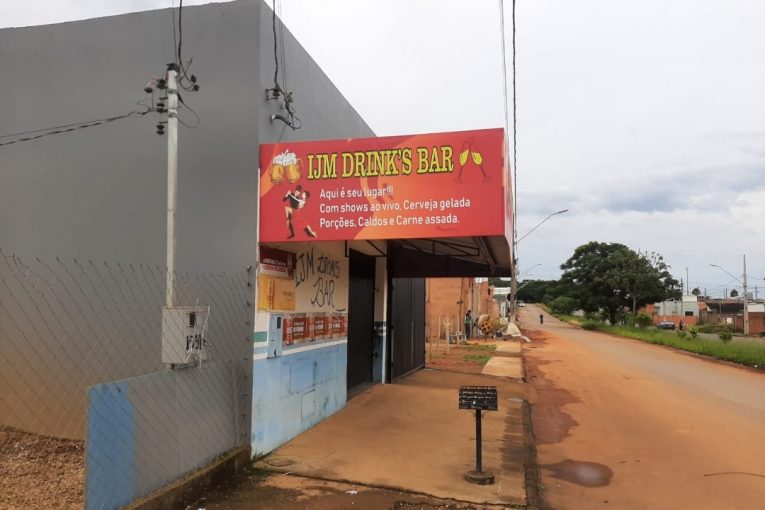 IJM DRINK'S BAR
Aqui é seu lugar!!!
Com shows ao vivo, Cerveja gelada
Porções, Caldos e Carne assada.
IJM DRINKS
BAR